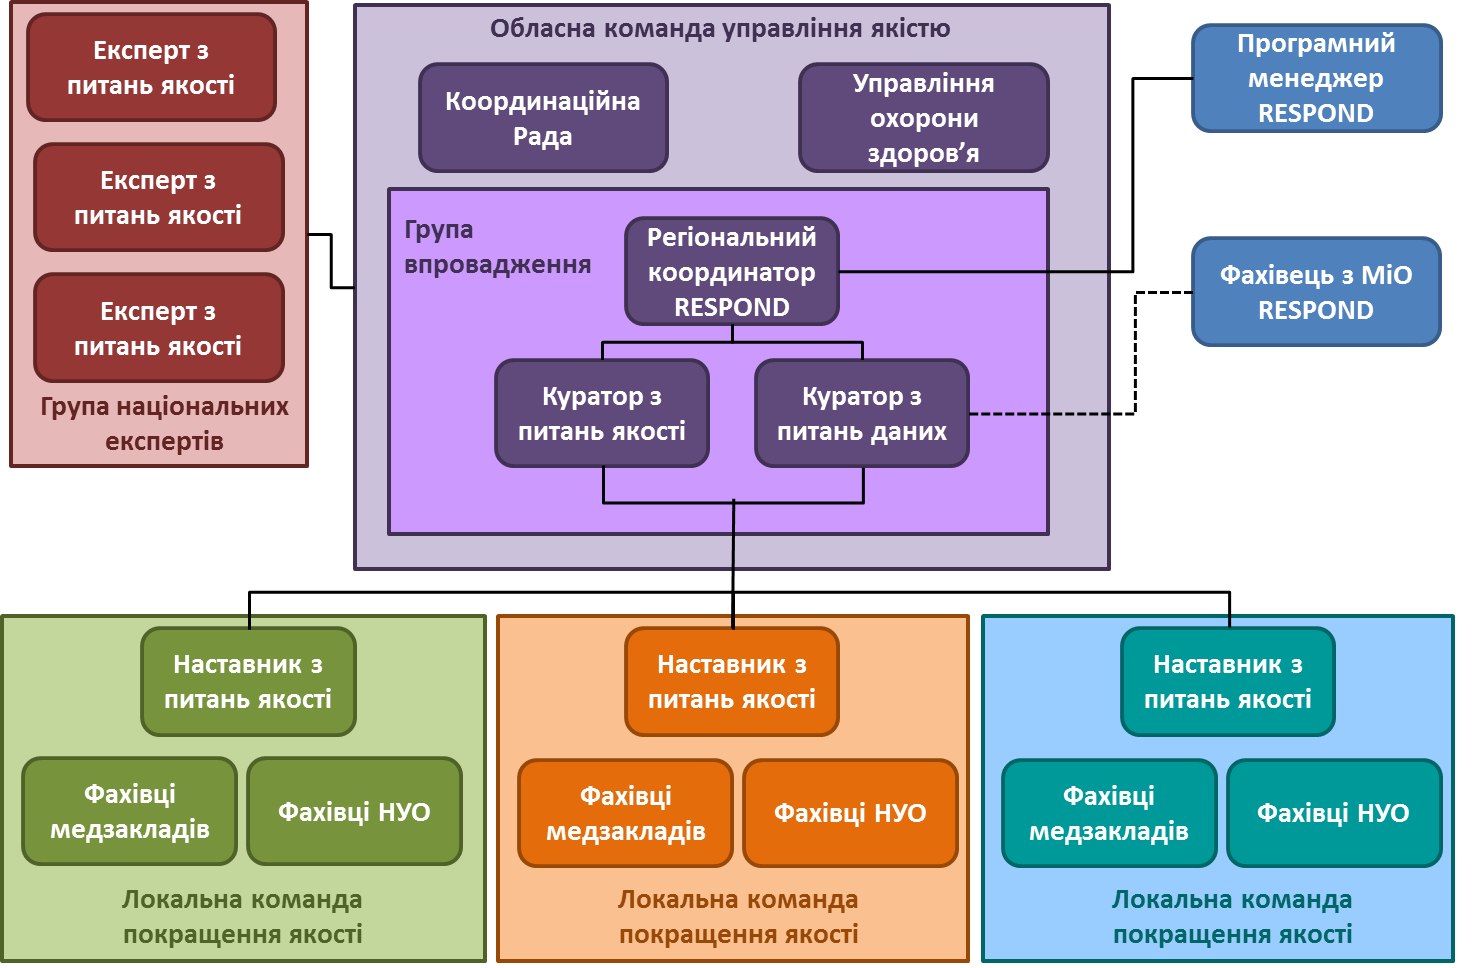 Експерт з
питань якості
Експерт з
питань якості
Експерт з
питань якості
Група національних
експертів
Обласна команда управління якістю
Координаційна
Рада
Управління
охорони
здоров’я
Група
впровадження
Регіональний
координатор
RESPOND
Куратор з
питань якості
Куратор з
питань даних
Програмний
менеджер
RESPOND
Фахівець з МіО
RESPOND
Наставник з
питань якості
Фахівці
медзакладів
Фахівці НУО
Локальна команда
покращення якості
Наставник з
питань якості
Фахівці
медзакладів
Фахівці НУО
Локальна команда
покращення якості
Наставник з
питань якості
Фахівці
медзакладів
Фахівці НУО
Локальна команда
покращення якості